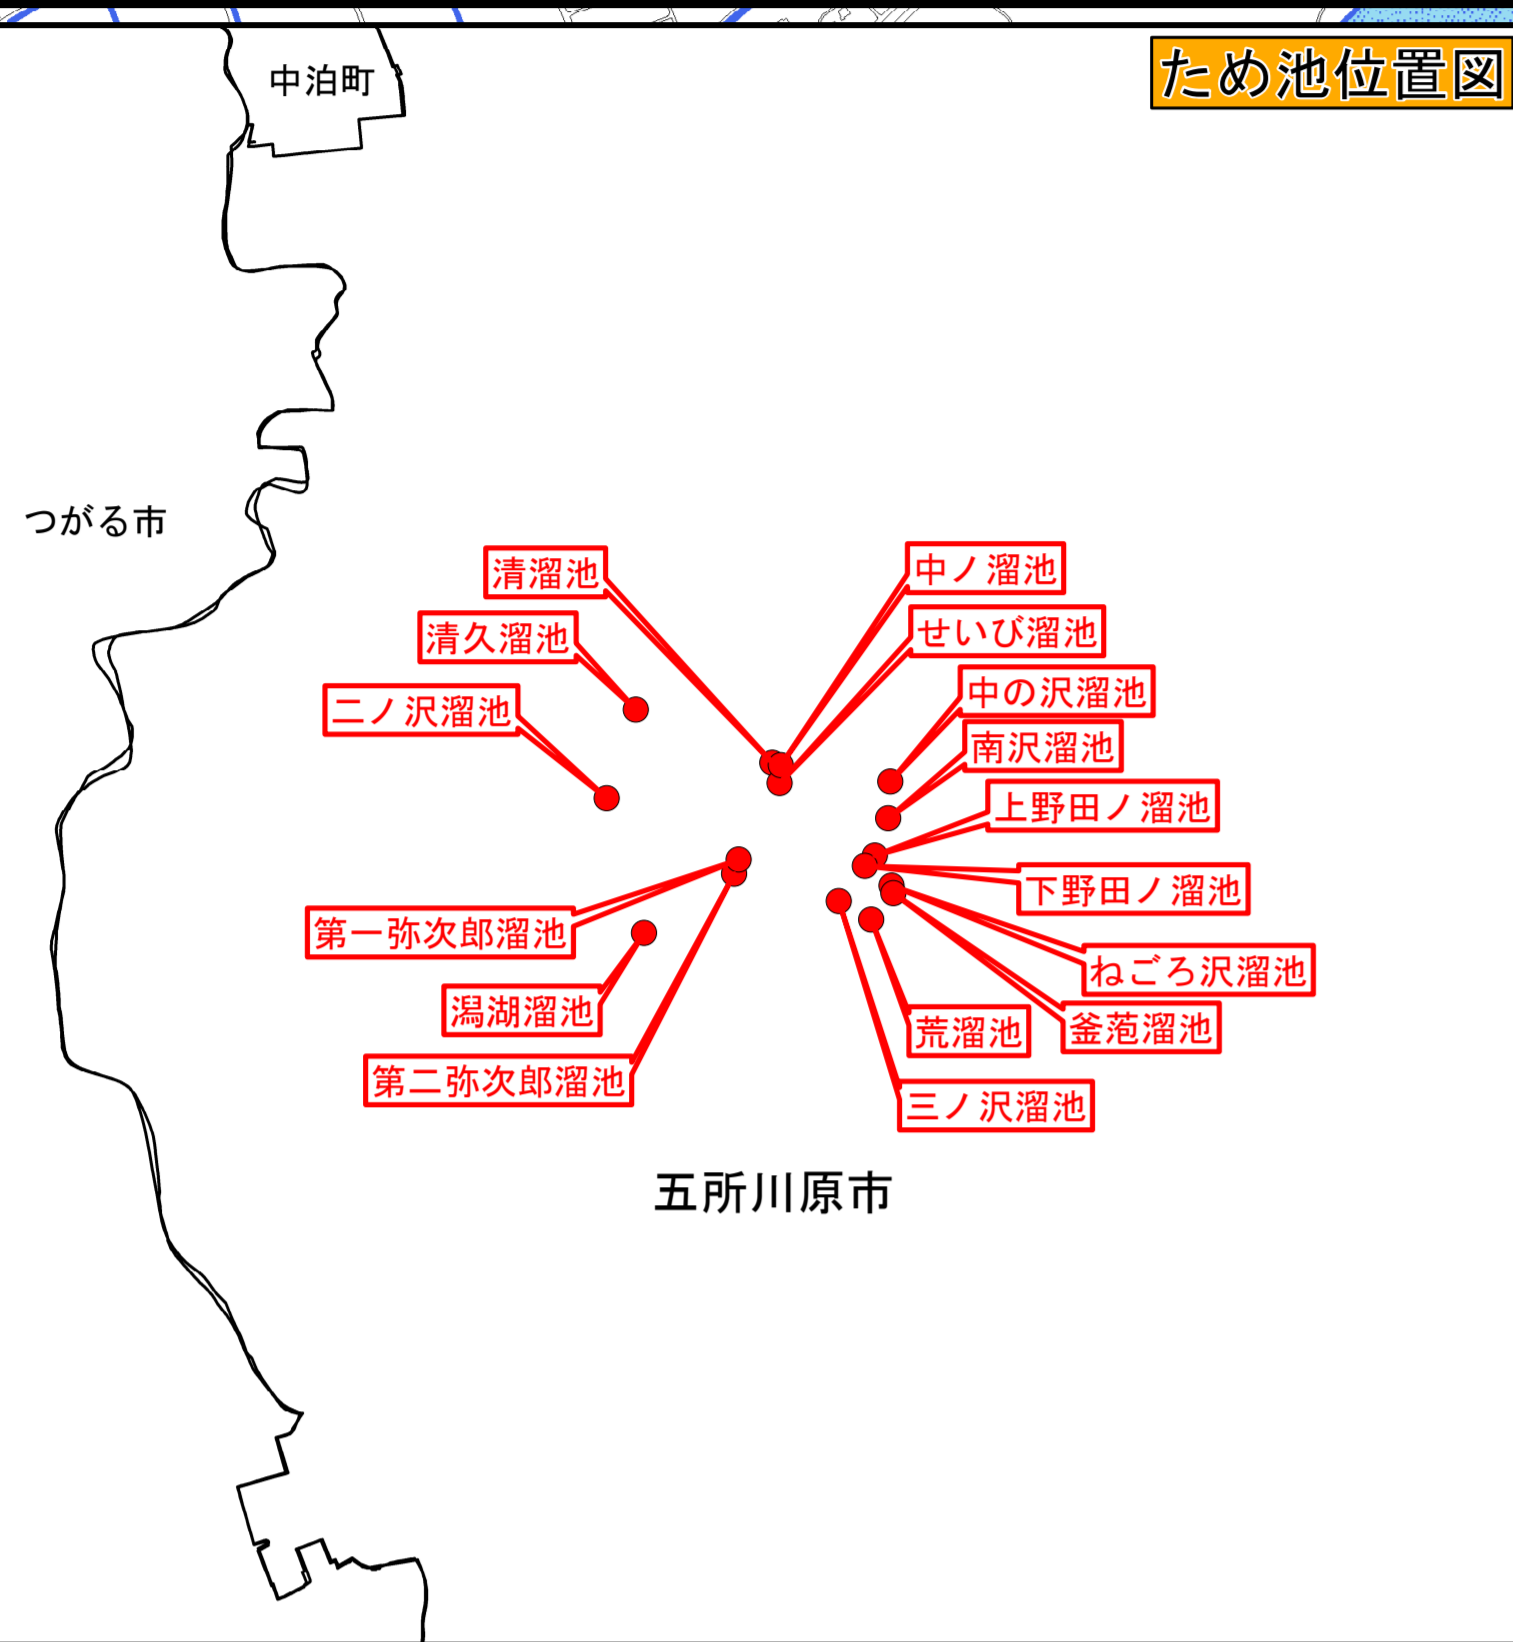 ため池位置図
中泊町
つがる市
清溜池
中ノ溜池
清久溜池
せいび溜池
二ノ沢溜池
中の沢溜池
南沢溜池
上野田ノ溜池
下野田ノ溜池
第一弥次郎溜池
ねごろ沢溜池
潟湖溜池
荒溜池
釜萢溜池
第二弥次郎溜池
三ノ沢溜池
五所川原市